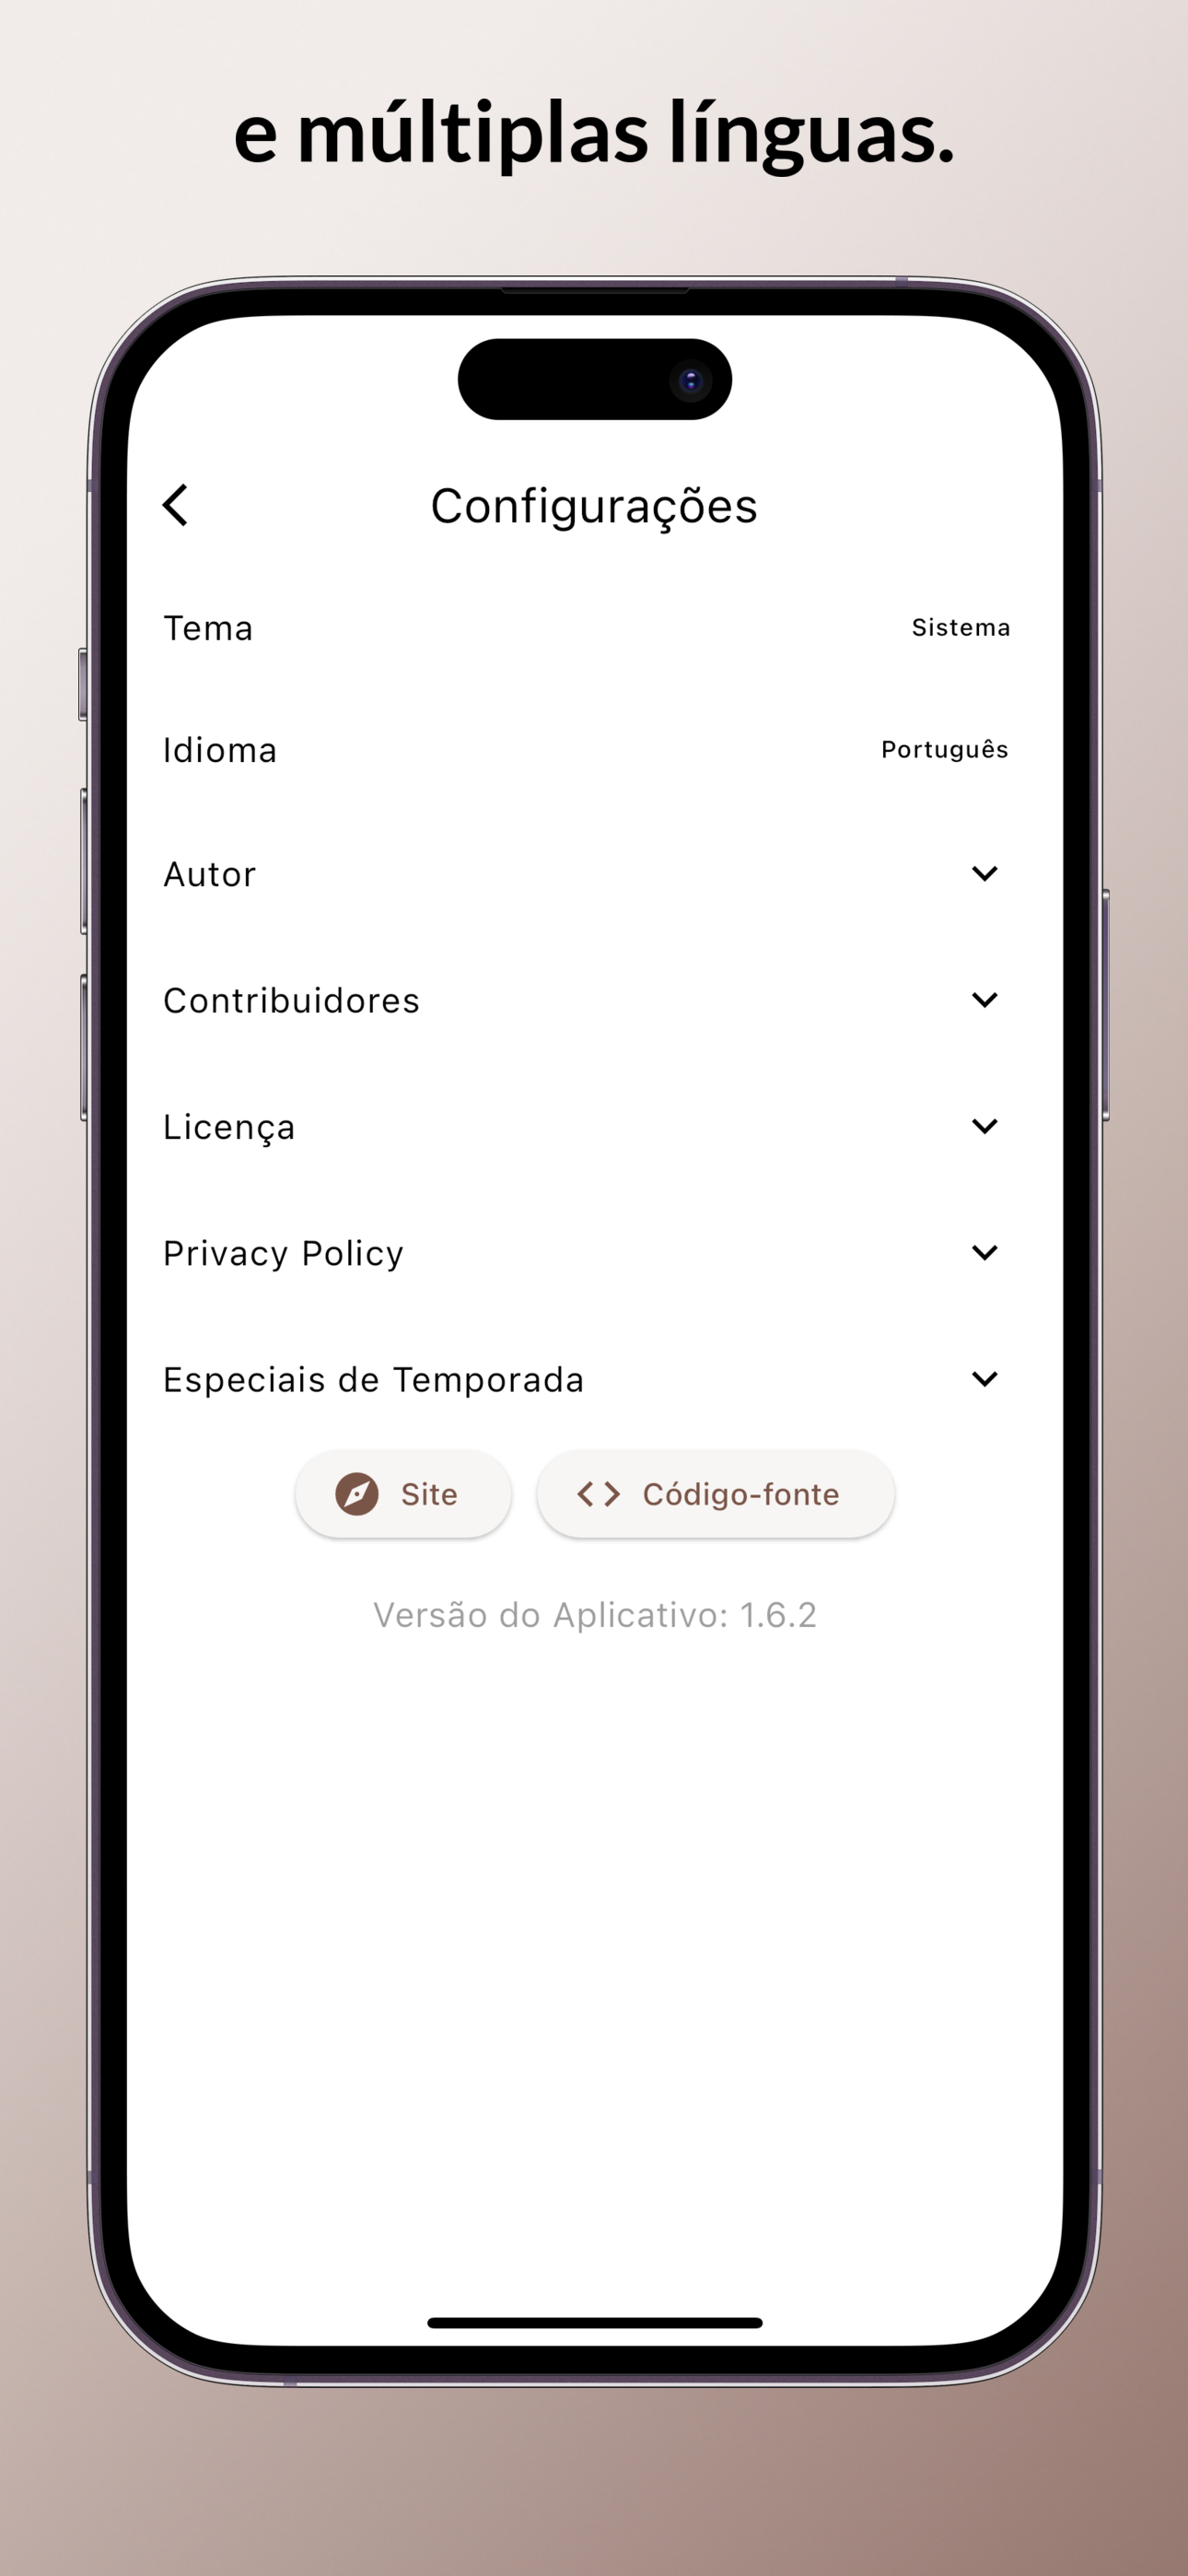 e múltiplas línguas.
Configurações
Tema Sistema
Idioma Português
Autor
Contribuidores
Licença
Privacy Policy
Especiais de Temporada
Site Código-fonte
Versão do Aplicativo: 1.6.2